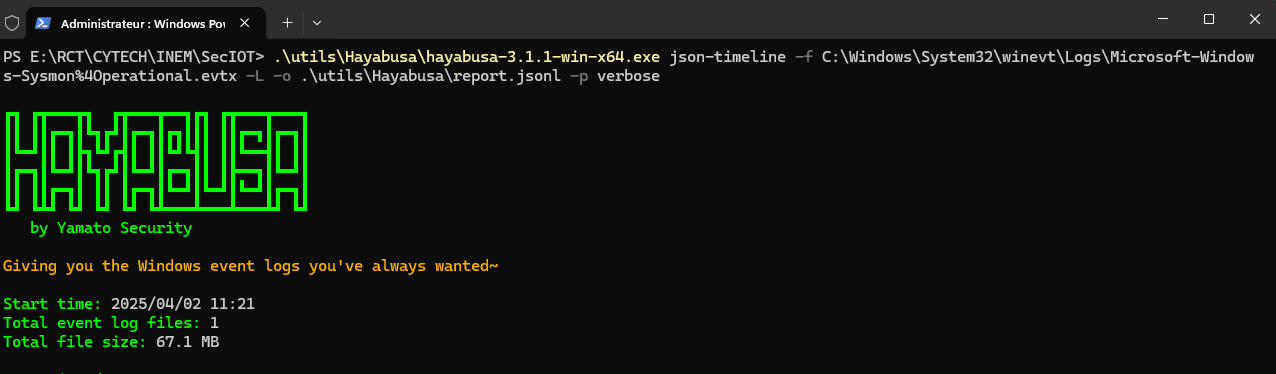 Administrateur : Windows Pow
PS E:\RCT\CYTECH\INEM\SecIOT> .\utils\Hayabusa\hayabusa-3.1.1-win-x64.exe json-timeline -f C:\Windows\System32\winevt\Logs\Microsoft-Window
s-Sysmon%4Operational.evtx -L -o .\utils\Hayabusa\report.jsonl -p verbose
HAYABUSA
by Yamato Security
Giving you the Windows event logs you've always wanted~
Start time: 2025/04/02 11:21
Total event log files: 1
Total file size: 67.1 MB